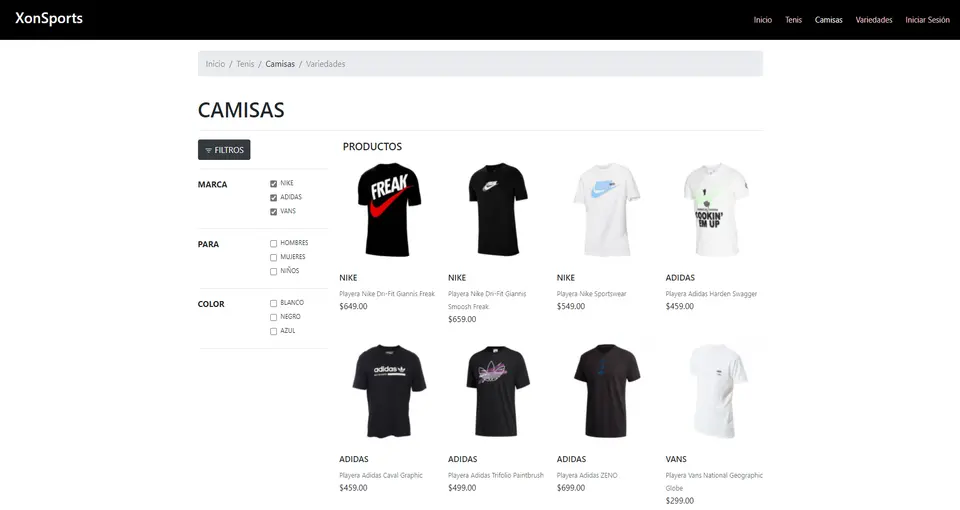 XonSports
Inicio Tenis Camisas Variedades Iniciar Sesión
Inicio / Tenis / Camisas / Variedades
CAMISAS
FILTROS
MARCA
NIKE
ADIDAS
VANS
PARA
HOMBRES
MUJERES
NIÑOS
COLOR
BLANCO
NEGRO
AZUL
PRODUCTOS
FREAK
COOKIN'
'EM UP
NIKE
Playera Nike Dri-Fit Giannis Freak
$649.00
NIKE
Playera Nike Dri-Fit Giannis
Smoosh Freak
$659.00
NIKE
Playera Nike Sportswear
$549.00
ADIDAS
Playera Adidas Harden Swagger
$459.00
adidas
ADIDAS
Playera Adidas Caval Graphic
$459.00
ADIDAS
Playera Adidas Trifolio Paintbrush
$499.00
ADIDAS
Playera Adidas ZENO
$699.00
VANS
Playera Vans National Geographic
Globe
$299.00